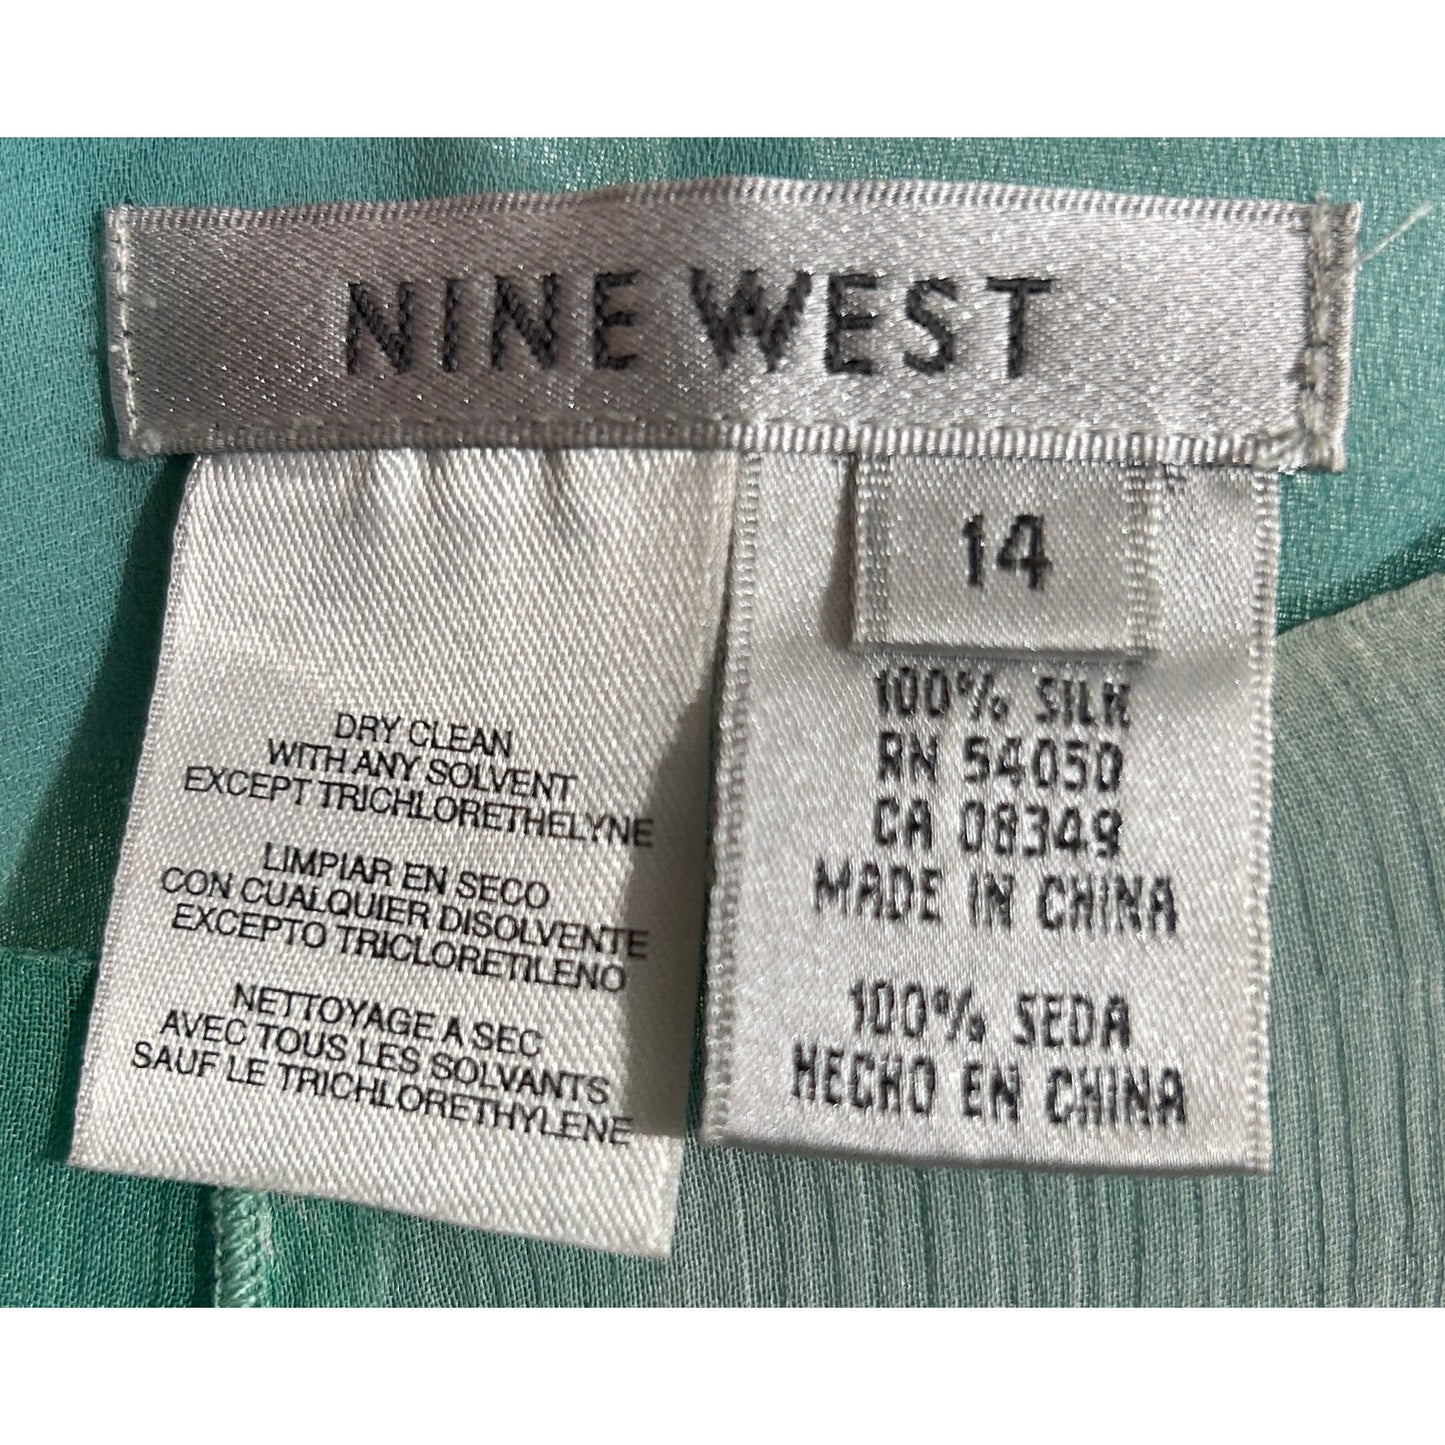 NINE WEST
14
DRY CLEAN
WITH ANY SOLVENT
EXCEPT TRICHLORETHELYNE
LIMPIAR EN SECO
CON CUALQUIER DISOLVENTE
EXCEPTO TRICLORETILENO
NETTOYAGE A SEC
AVEC TOUS LES SOLVANTS
SAUF LE TRICHLORETHYLENE
100% SILK
RN 54050
CA 08349
MADE IN CHINA
100% SEDA
HECHO EN CHINA